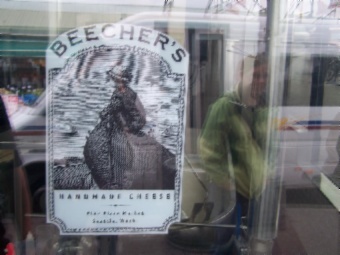 BEECHER'S
HANDMADE CHEESE
Pike Place Market
Seattle, Wash.